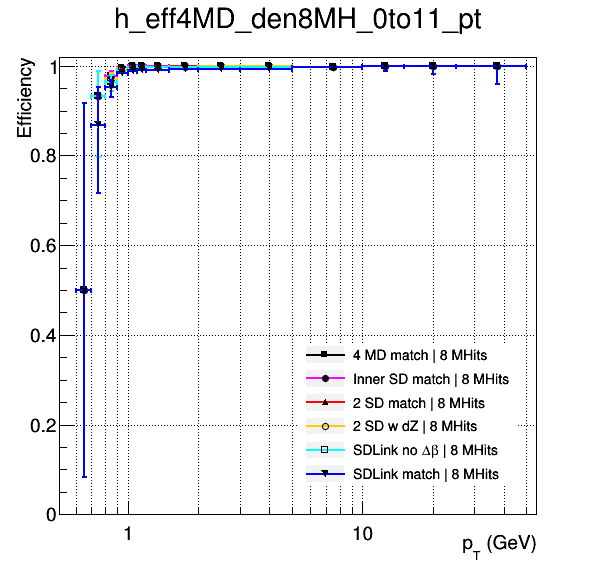 h_eff4MD_den8MH_0to11_pt
Efficiency
1
0.8
0.6
0.4
0.2
0
4 MD match | 8 MHits
Inner SD match | 8 MHits
2 SD match | 8 MHits
2 SD w dZ | 8 MHits
SDLink no Δβ | 8 MHits
SDLink match | 8 MHits
1
10
p_T (GeV)